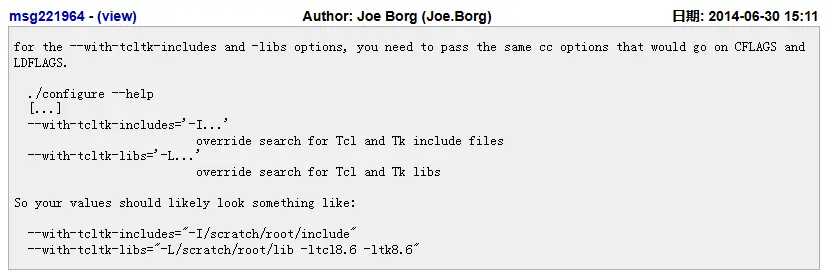 msg221964 - (view) Author: Joe Borg (Joe.Borg) 日期: 2014-06-30 15:11
for the --with-tcltk-includes and -libs options, you need to pass the same cc options that would go on CFLAGS and
LDFLAGS.
./configure --help
[...]
--with-tcltk-includes='-I...'
override search for Tcl and Tk include files
--with-tcltk-libs='-L...'
override search for Tcl and Tk libs
So your values should likely look something like:
--with-tcltk-includes="-I/scratch/root/include"
--with-tcltk-libs="-L/scratch/root/lib -ltcl8.6 -ltk8.6"